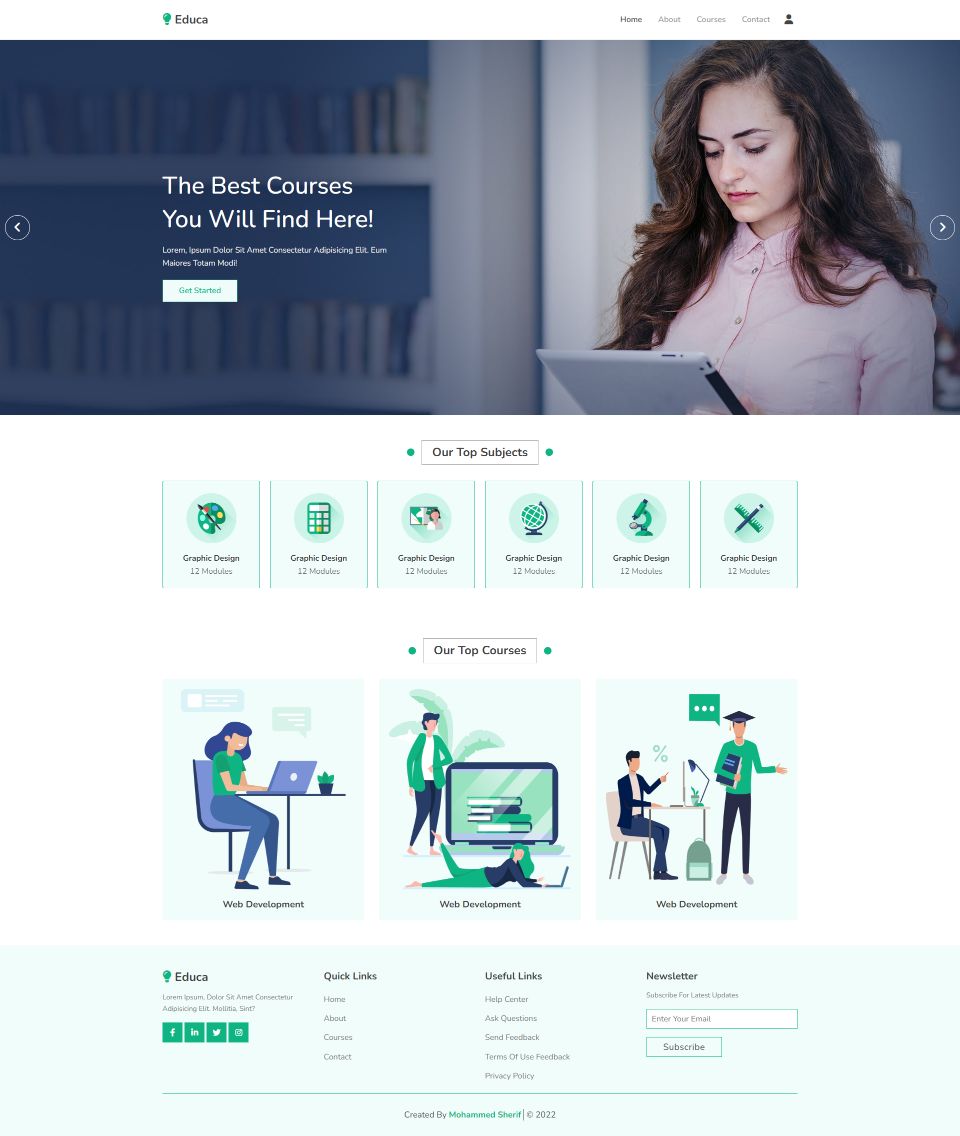 Educa
Home About Courses Contact
The Best Courses
You Will Find Here!
Lorem, Ipsum Dolor Sit Amet Consectetur Adipisicing Elit. Eum
Maiores Totam Modi!
Get Started
Our Top Subjects
Graphic Design Graphic Design Graphic Design Graphic Design Graphic Design Graphic Design
12 Modules 12 Modules 12 Modules 12 Modules 12 Modules 12 Modules
Our Top Courses
Web Development Web Development Web Development
Educa
Lorem Ipsum, Dolor Sit Amet Consectetur
Adipisicing Elit. Mollitia, Sint?
Quick Links
Home
About
Courses
Contact
Useful Links
Help Center
Ask Questions
Send Feedback
Terms Of Use Feedback
Privacy Policy
Newsletter
Subscribe For Latest Updates
Enter Your Email
Subscribe
Created By Mohammed Sherif | © 2022